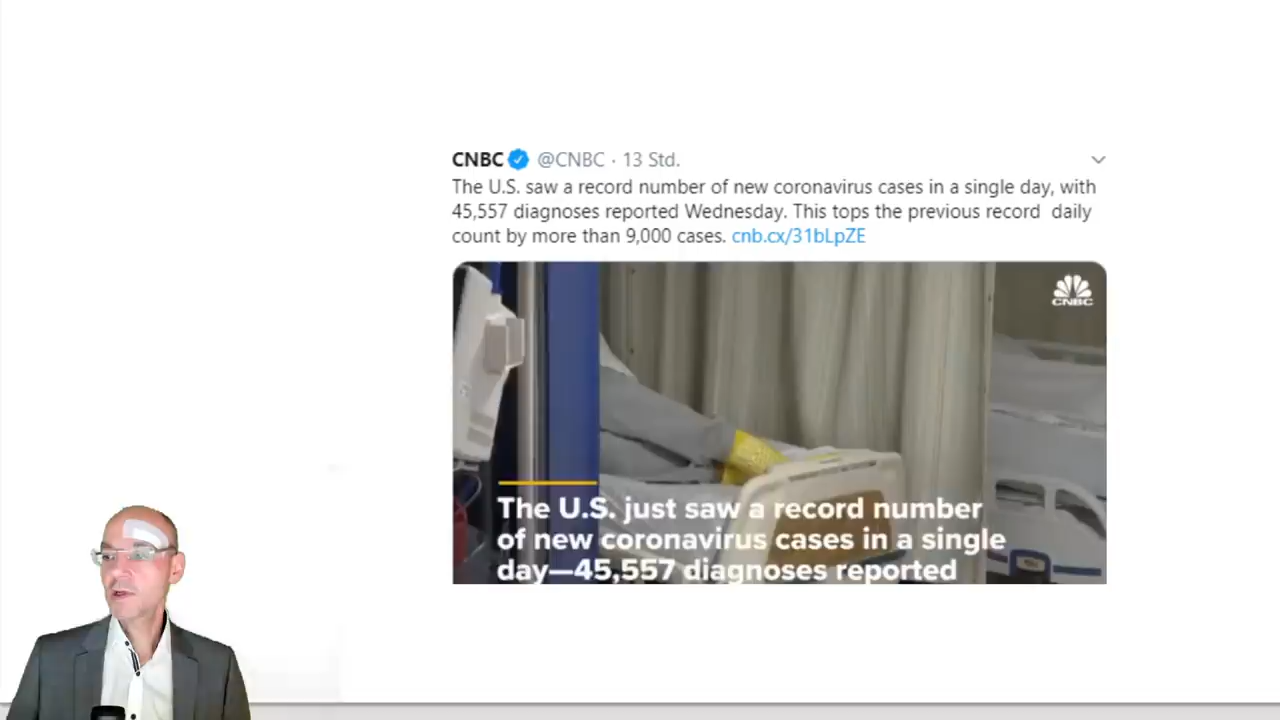 CNBC @CNBC · 13 Std.
The U.S. saw a record number of new coronavirus cases in a single day, with
45,557 diagnoses reported Wednesday. This tops the previous record daily
count by more than 9,000 cases. cnb.cx/31bLpZE
CNBC
The U.S. just saw a record number
of new coronavirus cases in a single
day—45,557 diagnoses reported